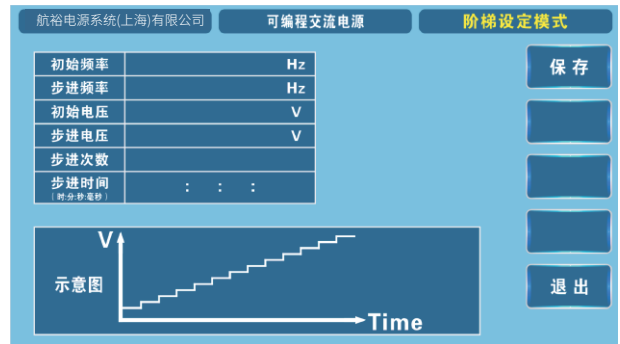 航裕电源系统(上海)有限公司 可编程交流电源 阶梯设定模式
初始频率 Hz
保存
步进频率 Hz
初始电压 V
步进电压 V
步进次数
步进时间 : : :
(时:分:秒:毫秒)
V
示意图
退出
Time